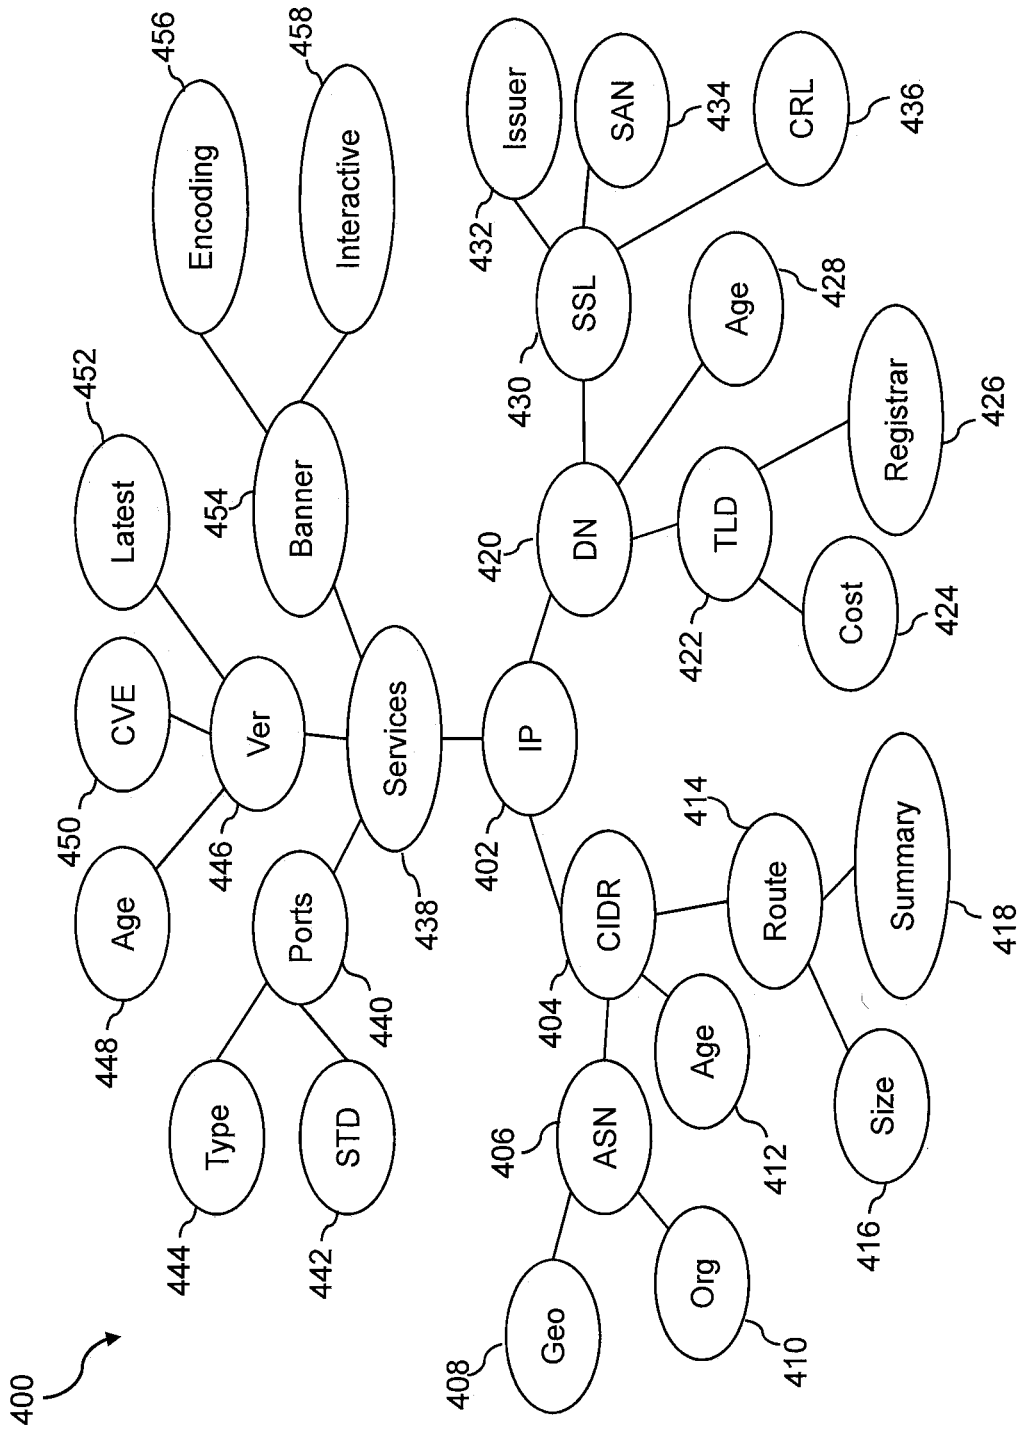 400
456
458
Encoding
Interactive
452
Latest
454
Banner
450
CVE
Ver
446
448
Age
Services
438
Ports
440
444
Type
442
STD
432
Issuer
SAN
434
CRL
436
430
SSL
Age
428
420
DN
422
TLD
Registrar
426
Cost
424
402
IP
404
CIDR
414
Route
Summary
418
406
ASN
412
Age
416
Size
408
Geo
410
Org